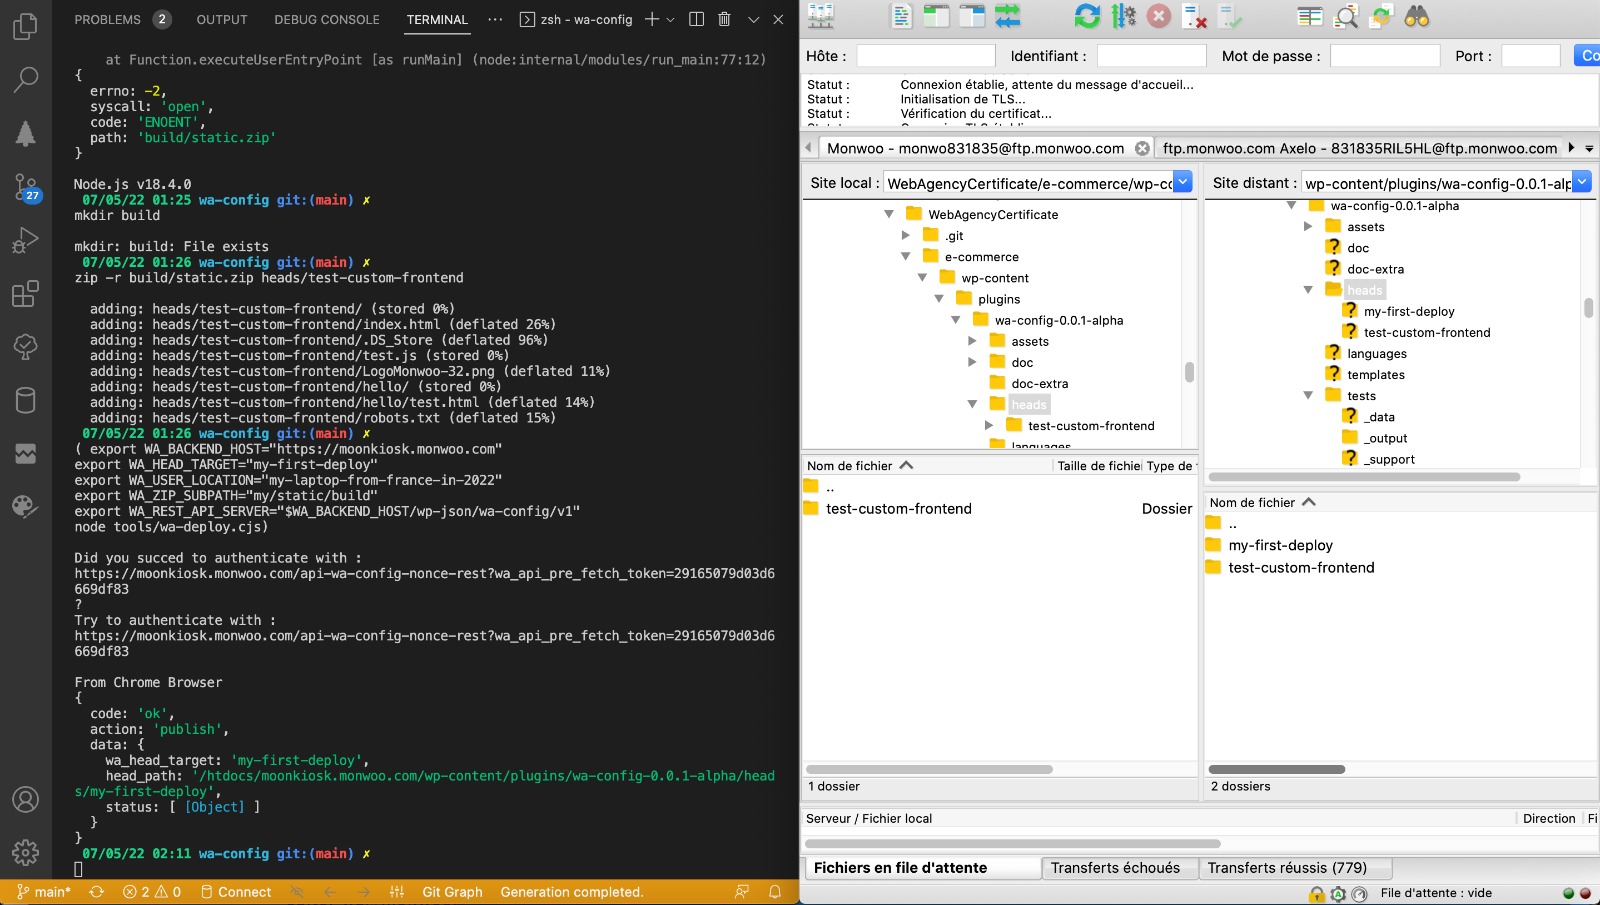 PROBLEMS 2 OUTPUT DEBUG CONSOLE TERMINAL ··· zsh - wa-config
at Function.executeUserEntryPoint [as runMain] (node:internal/modules/run_main:77:12)
{
errno: -2,
syscall: 'open',
code: 'ENOENT',
path: 'build/static.zip'
}
Node.js v18.4.0
07/05/22 01:25 wa-config git:(main) ✗
mkdir build
mkdir: build: File exists
07/05/22 01:26 wa-config git:(main) ✗
zip -r build/static.zip heads/test-custom-frontend
adding: heads/test-custom-frontend/ (stored 0%)
adding: heads/test-custom-frontend/index.html (deflated 26%)
adding: heads/test-custom-frontend/.DS_Store (deflated 96%)
adding: heads/test-custom-frontend/test.js (stored 0%)
adding: heads/test-custom-frontend/LogoMonwoo-32.png (deflated 11%)
adding: heads/test-custom-frontend/hello/ (stored 0%)
adding: heads/test-custom-frontend/hello/test.html (deflated 14%)
adding: heads/test-custom-frontend/robots.txt (deflated 15%)
07/05/22 01:26 wa-config git:(main) ✗
( export WA_BACKEND_HOST="https://moonkiosk.monwoo.com"
export WA_HEAD_TARGET="my-first-deploy"
export WA_USER_LOCATION="my-laptop-from-france-in-2022"
export WA_ZIP_SUBPATH="my/static/build"
export WA_REST_API_SERVER="$WA_BACKEND_HOST/wp-json/wa-config/v1"
node tools/wa-deploy.cjs)
Did you succed to authenticate with :
https://moonkiosk.monwoo.com/api-wa-config-nonce-rest?wa_api_pre_fetch_token=29165079d03d6
669df83
?
Try to authenticate with :
https://moonkiosk.monwoo.com/api-wa-config-nonce-rest?wa_api_pre_fetch_token=29165079d03d6
669df83
From Chrome Browser
{
code: 'ok',
action: 'publish',
data: {
wa_head_target: 'my-first-deploy',
head_path: '/htdocs/moonkiosk.monwoo.com/wp-content/plugins/wa-config-0.0.1-alpha/head
s/my-first-deploy',
status: [ [Object] ]
}
}
07/05/22 02:11 wa-config git:(main) ✗
27
main* 2 0 Connect Git Graph Generation completed.
Hôte : Identifiant : Mot de passe : Port : Co
Statut : Connexion établie, attente du message d'accueil...
Statut : Initialisation de TLS...
Statut : Vérification du certificat...
Monwoo - monwo831835@ftp.monwoo.com ftp.monwoo.com Axelo - 831835RIL5HL@ftp.monwoo.com
Site local : WebAgencyCertificate/e-commerce/wp-cc
WebAgencyCertificate
.git
e-commerce
wp-content
plugins
wa-config-0.0.1-alpha
assets
doc
doc-extra
heads
test-custom-frontend
languages
Nom de fichier Taille de fichier Type de
..
test-custom-frontend Dossier
1 dossier
Site distant : wp-content/plugins/wa-config-0.0.1-alp
wa-config-0.0.1-alpha
assets
doc
doc-extra
heads
my-first-deploy
test-custom-frontend
languages
templates
tests
_data
_output
_support
Nom de fichier
..
my-first-deploy
test-custom-frontend
2 dossiers
Serveur / Fichier local Direction Fi
Fichiers en file d'attente Transferts échoués Transferts réussis (779)
File d'attente : vide